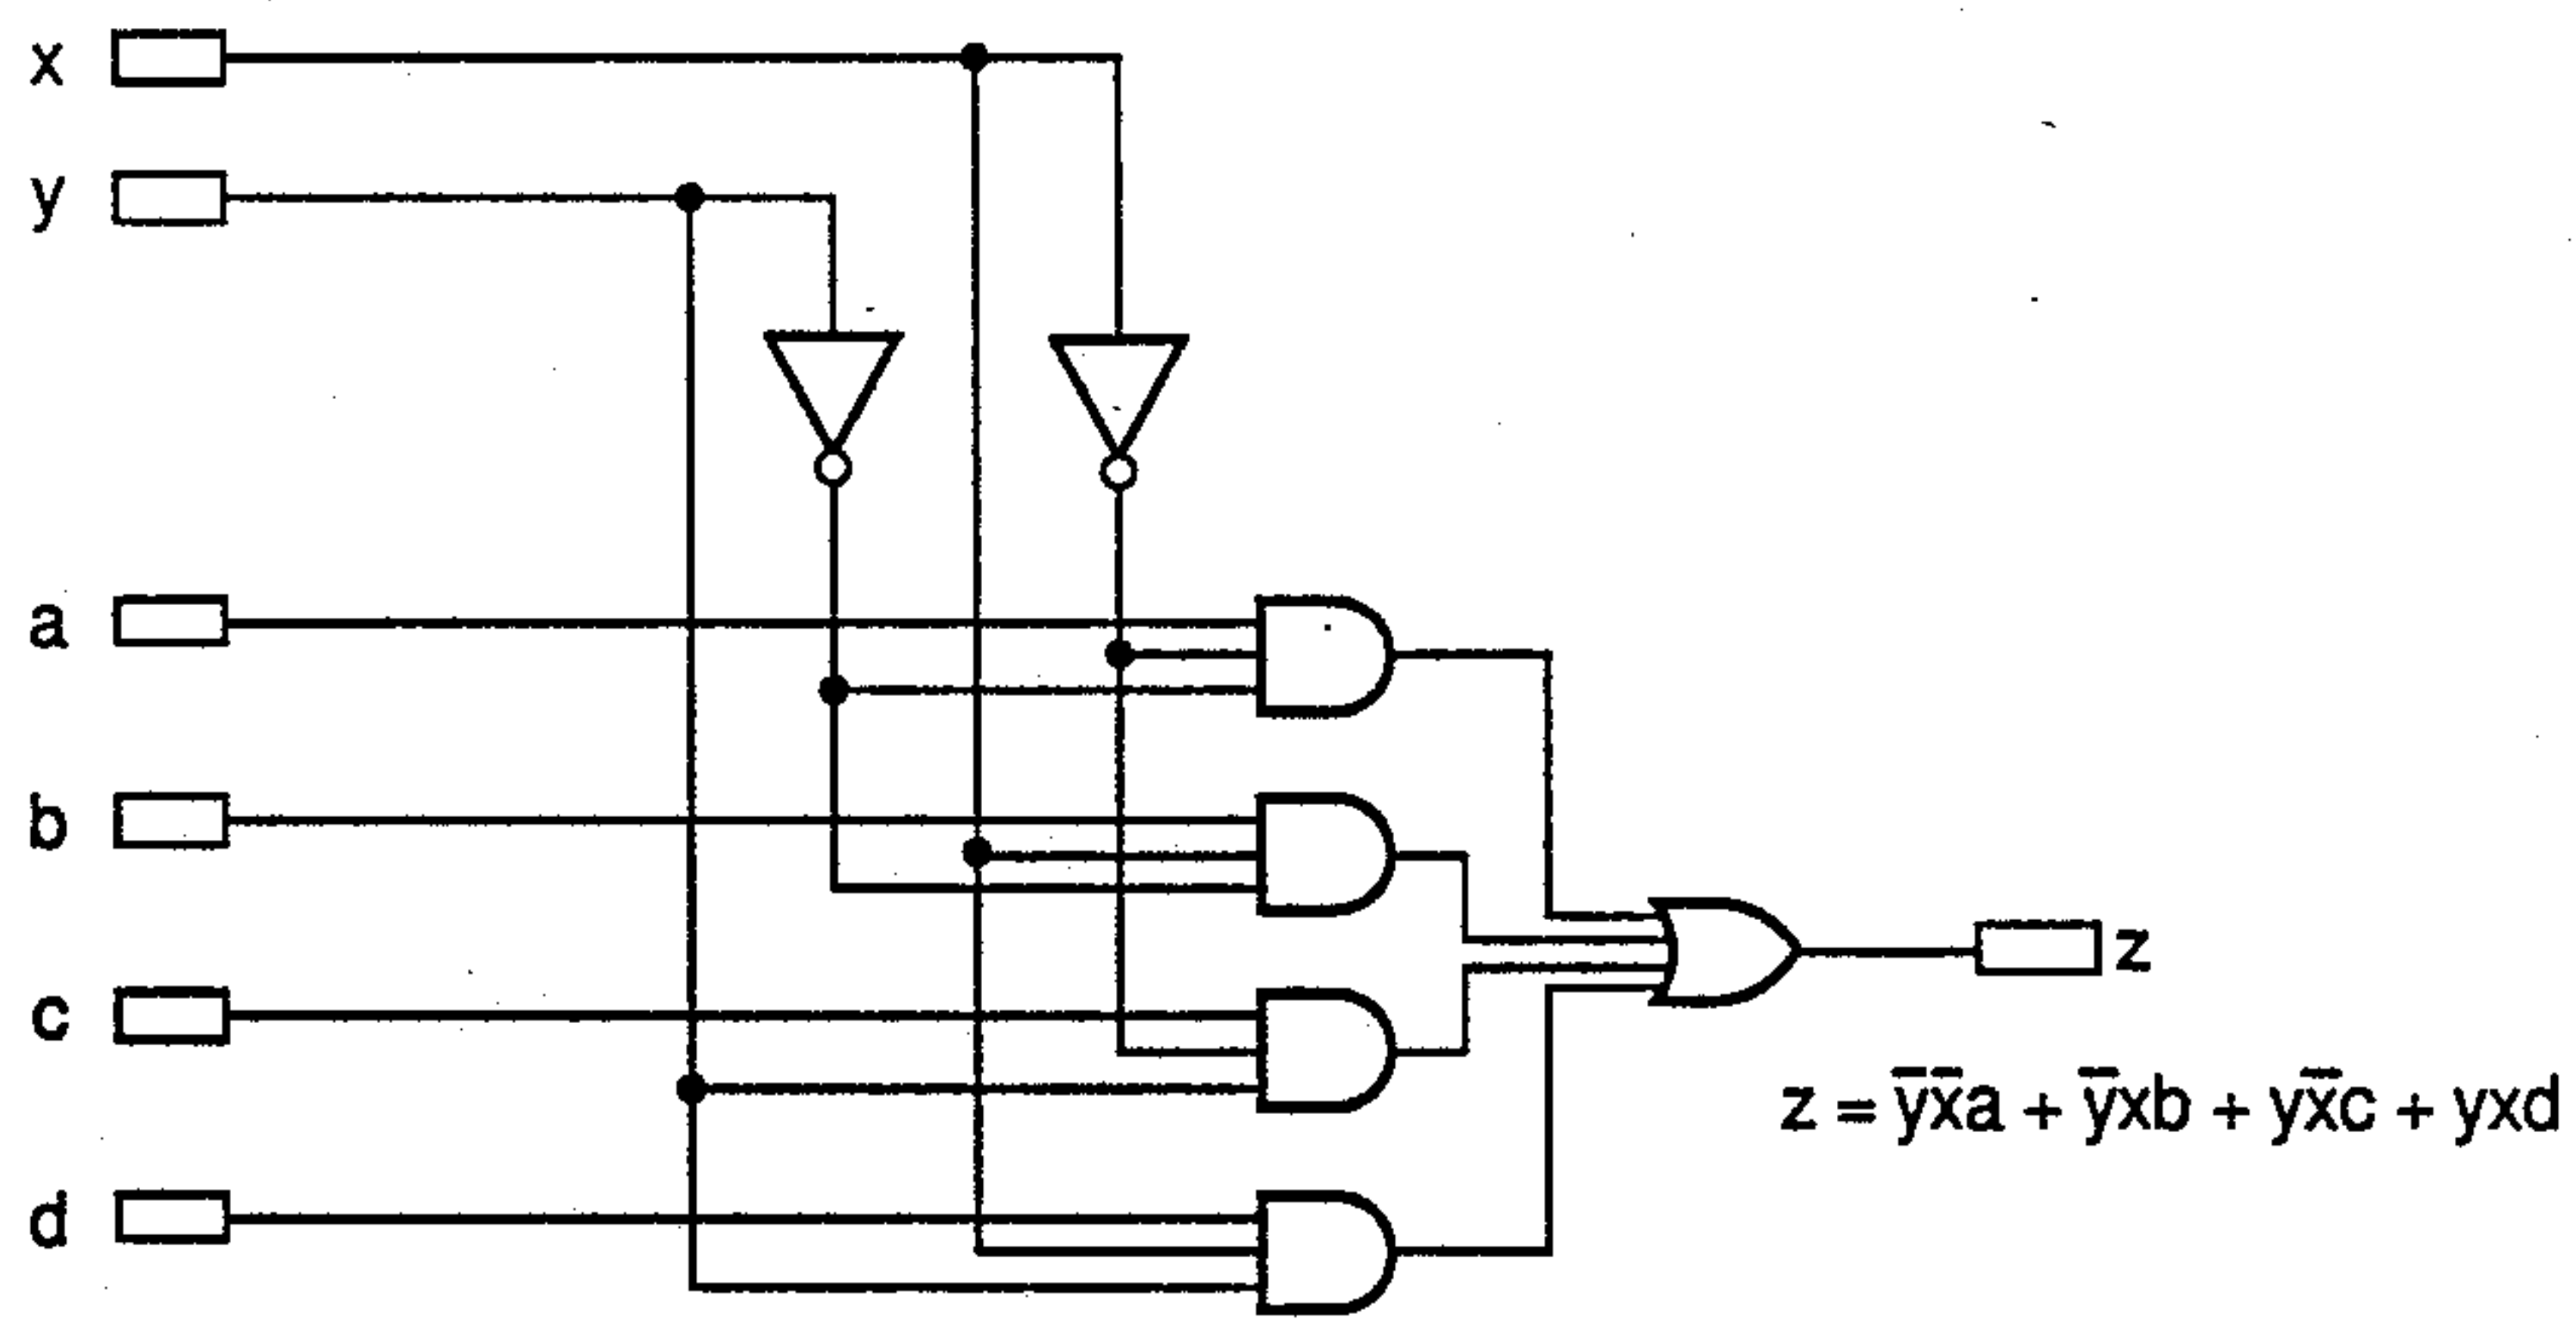 x
y
a
b
c
z
z = y̅x̅a + y̅xb + yx̅c + yxd
d